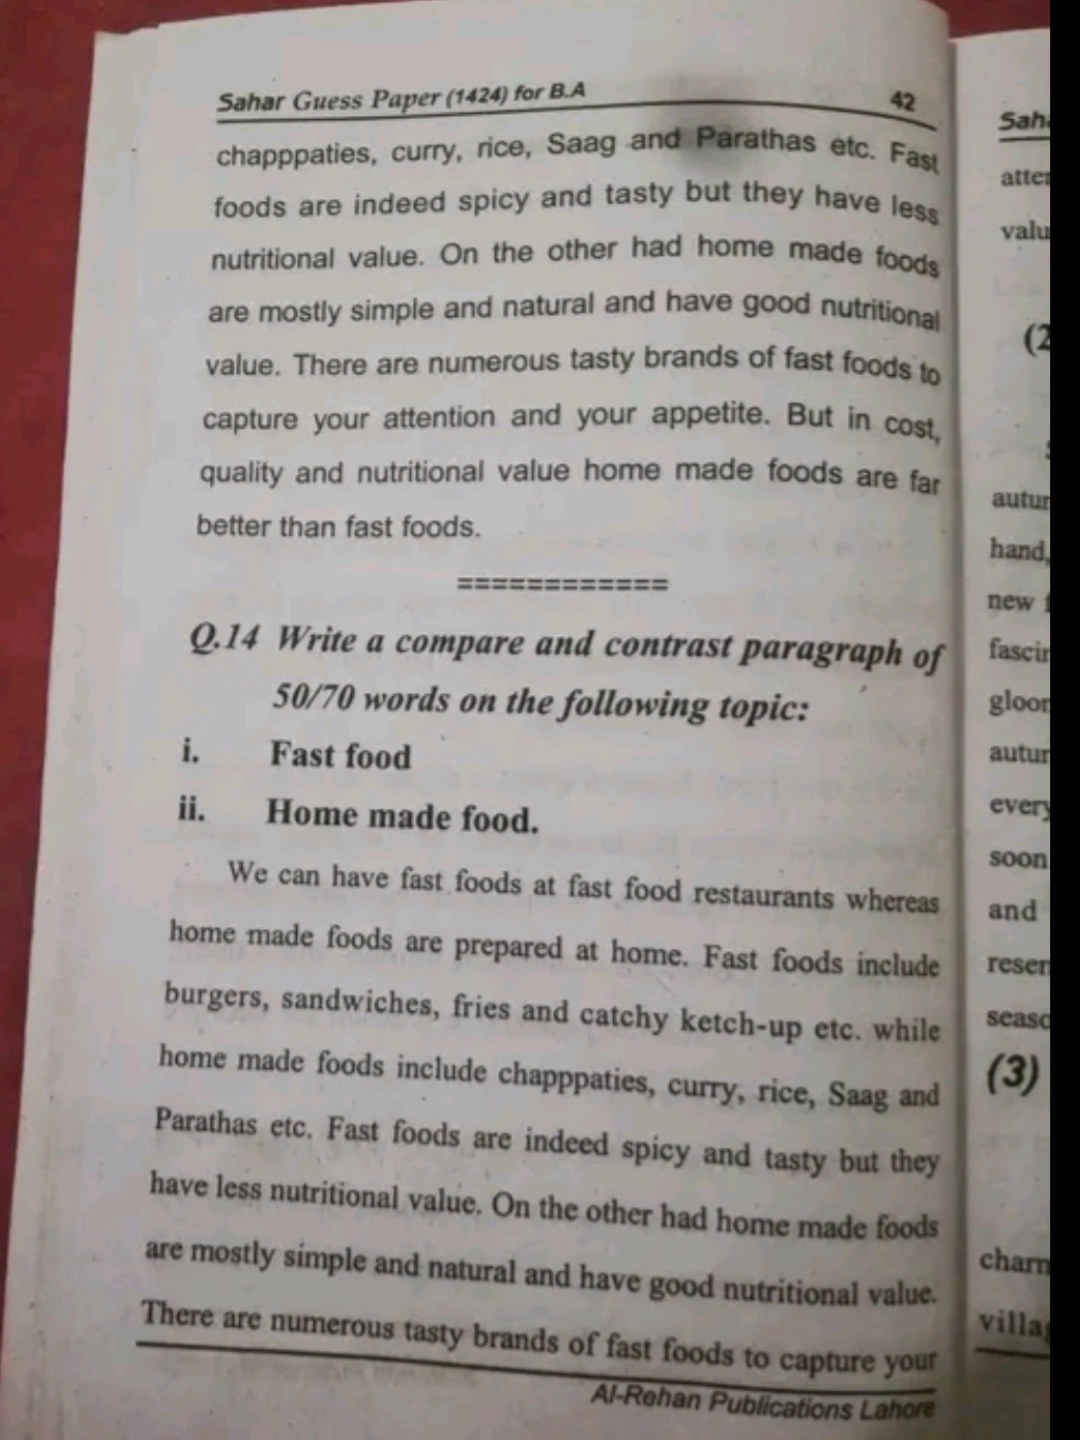 Sahar Guess Paper (1424) for B.A 42
chapppaties, curry, rice, Saag and Parathas etc. Fast
foods are indeed spicy and tasty but they have less
nutritional value. On the other had home made foods
are mostly simple and natural and have good nutritional
value. There are numerous tasty brands of fast foods to
capture your attention and your appetite. But in cost,
quality and nutritional value home made foods are far
better than fast foods.
============
Q.14 Write a compare and contrast paragraph of
50/70 words on the following topic:
i. Fast food
ii. Home made food.
We can have fast foods at fast food restaurants whereas
home made foods are prepared at home. Fast foods include
burgers, sandwiches, fries and catchy ketch-up etc. while
home made foods include chapppaties, curry, rice, Saag and
Parathas etc. Fast foods are indeed spicy and tasty but they
have less nutritional value. On the other had home made foods
are mostly simple and natural and have good nutritional value.
There are numerous tasty brands of fast foods to capture your
Al-Rehan Publications Lahore
hand,
new
soon
and
(3)